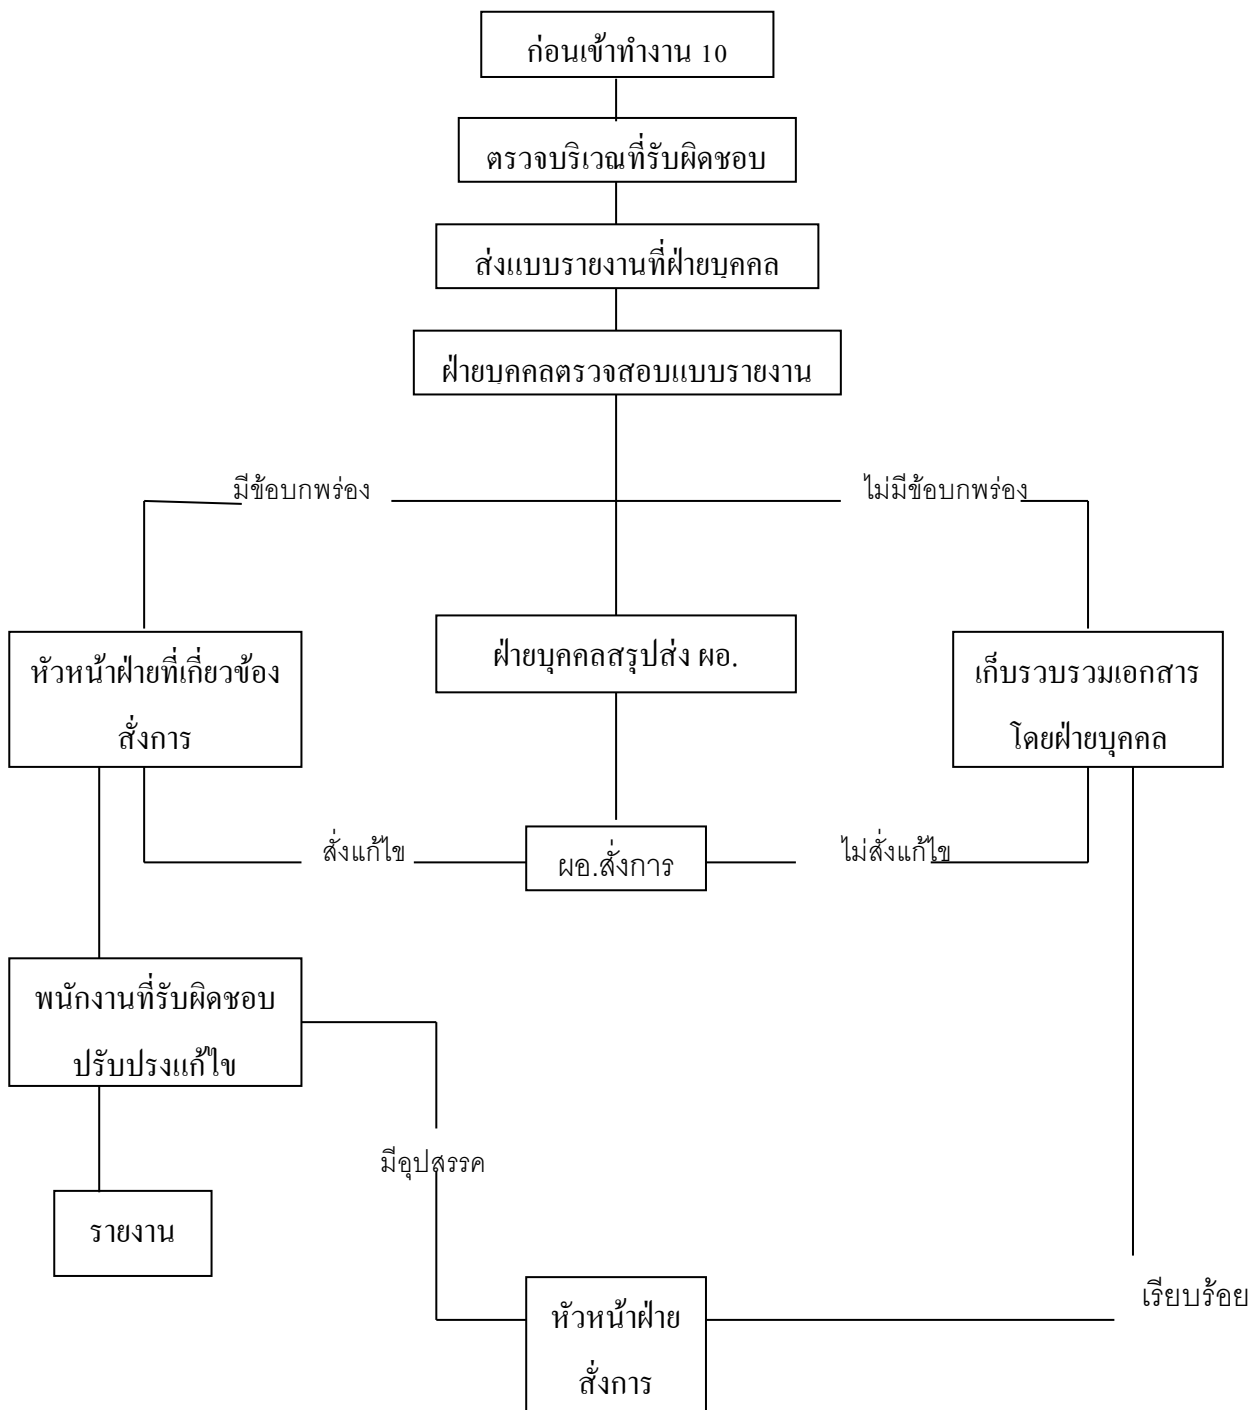 ก่อนเข้าทำงาน 10
ตรวจบริเวณที่รับผิดชอบ
ส่งแบบรายงานที่ฝ่ายบุคคล
ฝ่ายบุคคลตรวจสอบแบบรายงาน
มีข้อบกพร่อง
ไม่มีข้อบกพร่อง
หัวหน้าฝ่ายที่เกี่ยวข้อง
สั่งการ
ฝ่ายบุคคลสรุปส่ง ผอ.
เก็บรวบรวมเอกสาร
โดยฝ่ายบุคคล
สั่งแก้ไข
ผอ.สั่งการ
ไม่สั่งแก้ไข
พนักงานที่รับผิดชอบ
ปรับปรงแก้ไข
มีอุปสรรค
รายงาน
เรียบร้อย
หัวหน้าฝ่าย
สั่งการ